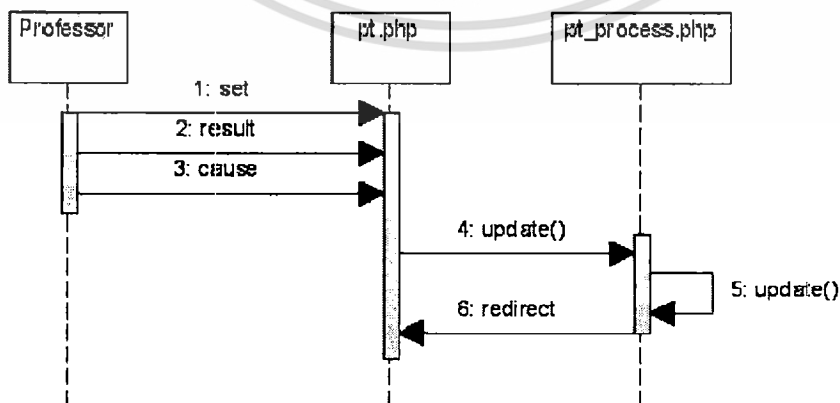 Professor
pt.php
pt_process.php
1: set
2: result
3: cause
4: update()
5: update()
6: redirect